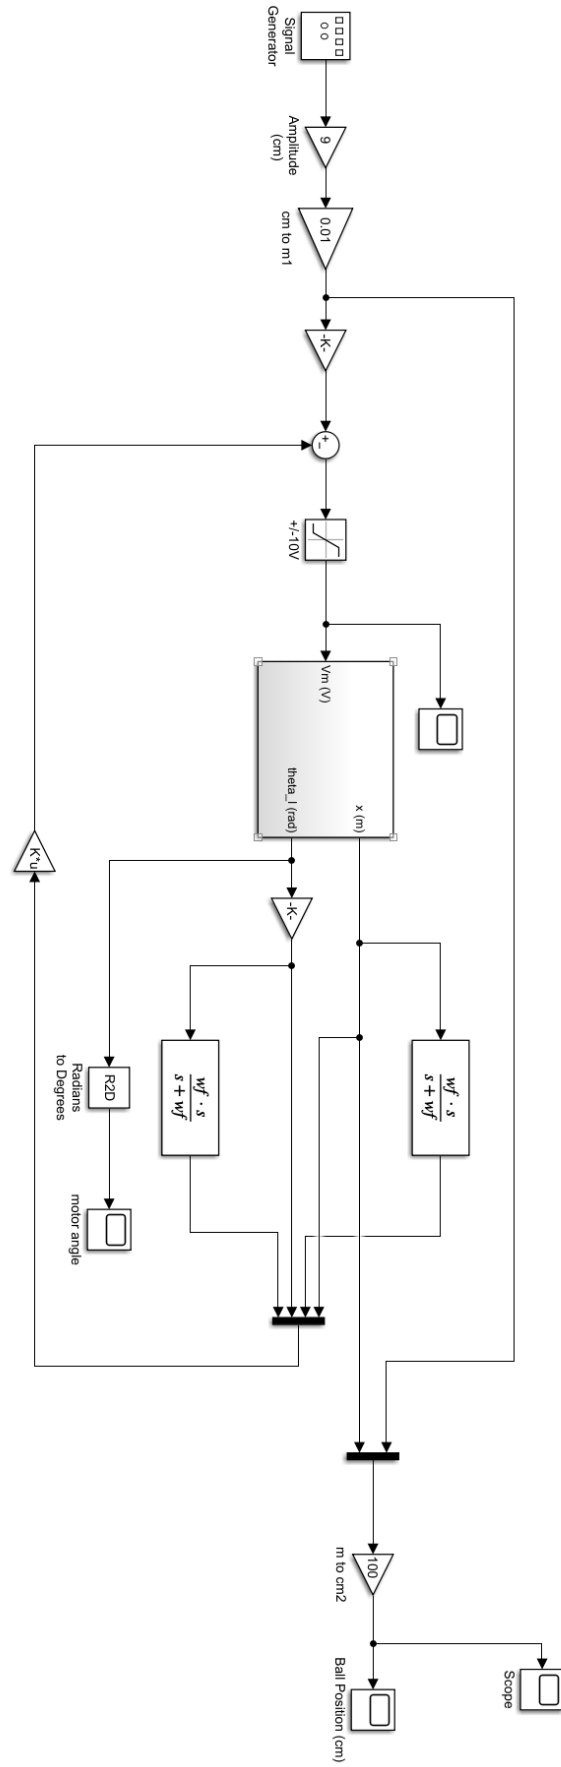 Signal
Generator
9
Amplitude
(cm)
0.01
cm to m1
-K-
+
−
+/-10V
Vm (V)
x (m)
theta_l (rad)
-K-
K*u
wf · s
s + wf
wf · s
s + wf
R2D
Radians
to Degrees
motor angle
100
m to cm2
Scope
Ball Position (cm)